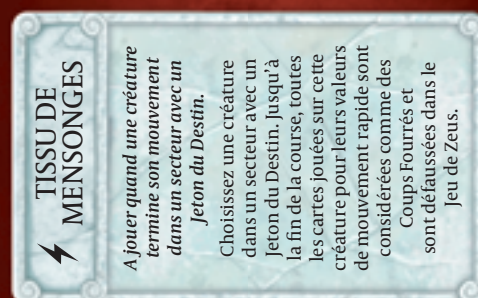 TISSU DE
MENSONGES
A jouer quand une créature
termine son mouvement
dans un secteur avec un
Jeton du Destin.
Choisissez une créature
dans un secteur avec un
Jeton du Destin. Jusqu'à
la fin de la course, toutes
les cartes jouées sur cette
créature pour leurs valeurs
de mouvement rapide sont
considérées comme des
Coups Fourrés et
sont défaussées dans le
Jeu de Zeus.